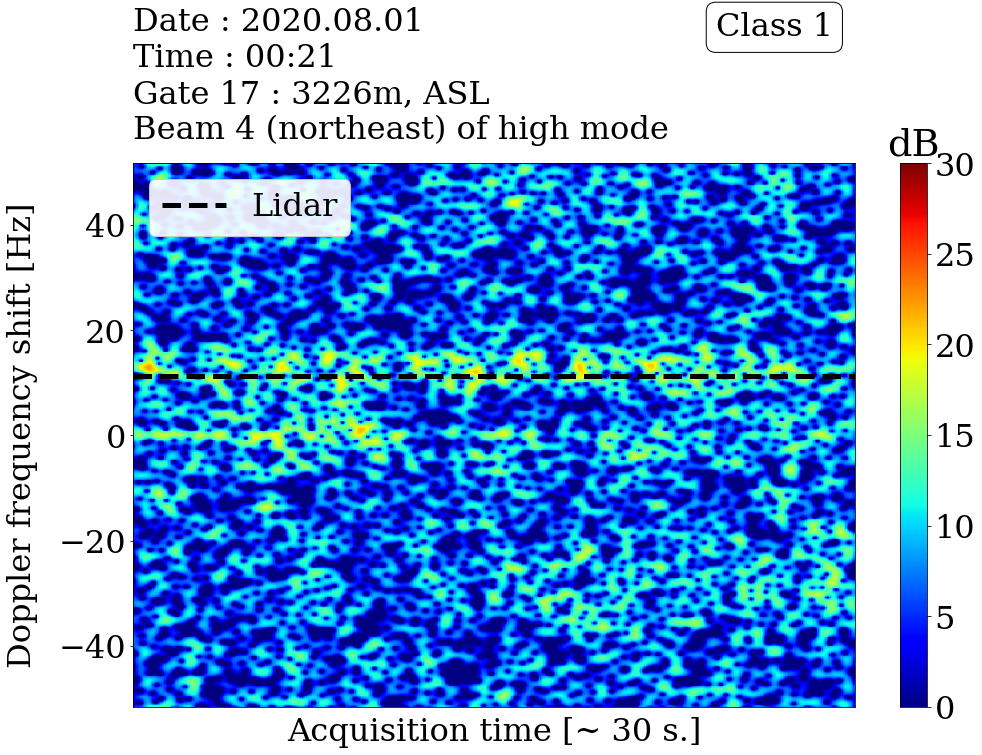 Date : 2020.08.01
Time : 00:21
Gate 17 : 3226m, ASL
Beam 4 (northeast) of high mode
Class 1
dB
Lidar
Doppler frequency shift [Hz]
40
20
0
−20
−40
Acquisition time [~ 30 s.]
30
25
20
15
10
5
0